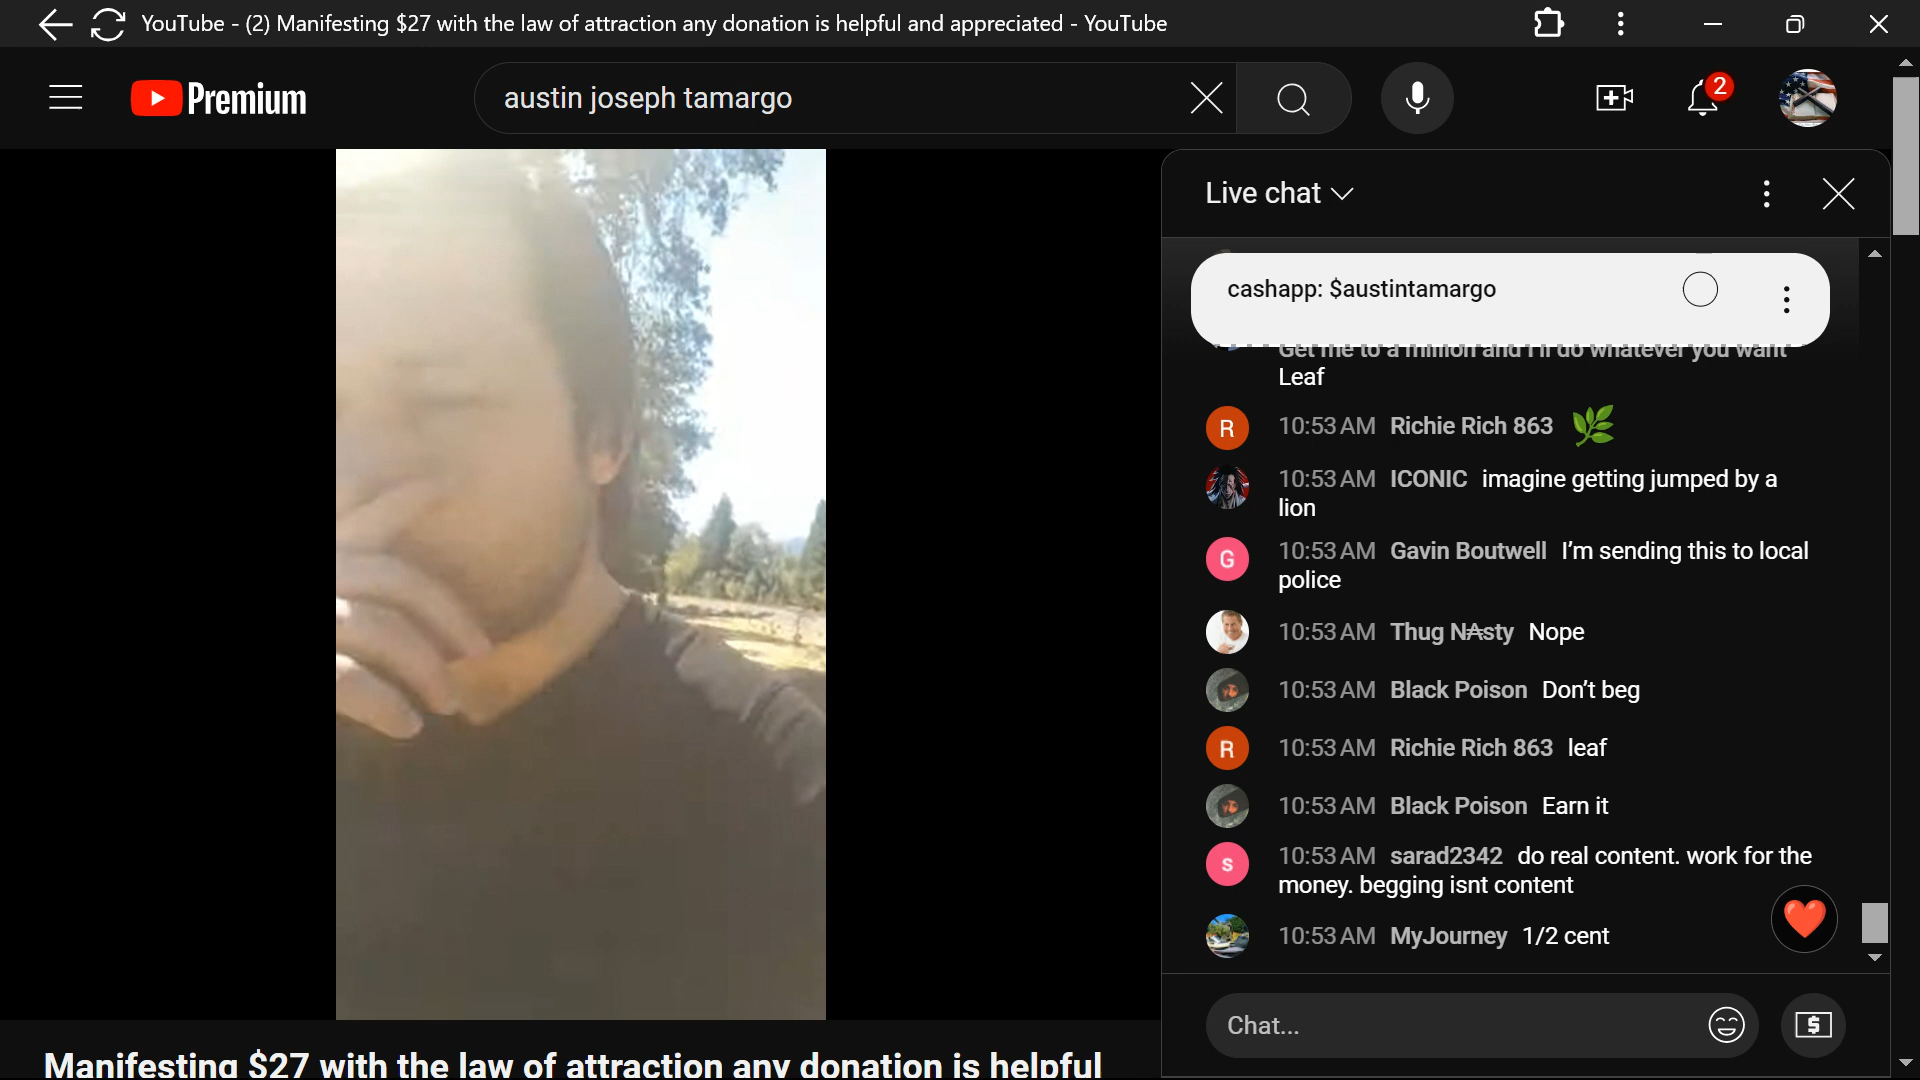 YouTube - (2) Manifesting $27 with the law of attraction any donation is helpful and appreciated - YouTube
Premium
austin joseph tamargo
2
Live chat
cashapp: $austintamargo
Get me to a million and I'll do whatever you want
Leaf
R 10:53 AM Richie Rich 863 🌿
10:53 AM ICONIC imagine getting jumped by a
lion
G 10:53 AM Gavin Boutwell I'm sending this to local
police
10:53 AM Thug N₳sty Nope
10:53 AM Black Poison Don't beg
R 10:53 AM Richie Rich 863 leaf
10:53 AM Black Poison Earn it
s 10:53 AM sarad2342 do real content. work for the
money. begging isnt content
10:53 AM MyJourney 1/2 cent
Chat...
Manifesting $27 with the law of attraction any donation is helpful